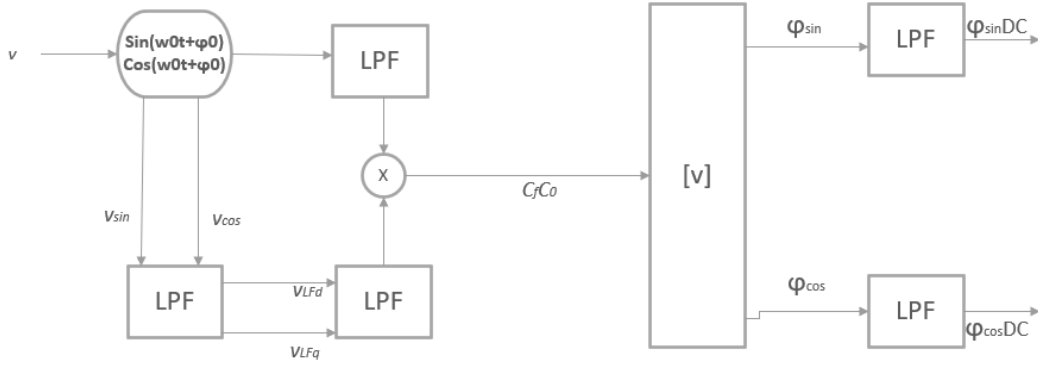 v
Sin(w0t+φ0)
Cos(w0t+φ0)
LPF
φsin
LPF
φsinDC
X
CfC0
[v]
vsin
vcos
LPF
vLFd
LPF
vLFq
φcos
LPF
φcosDC